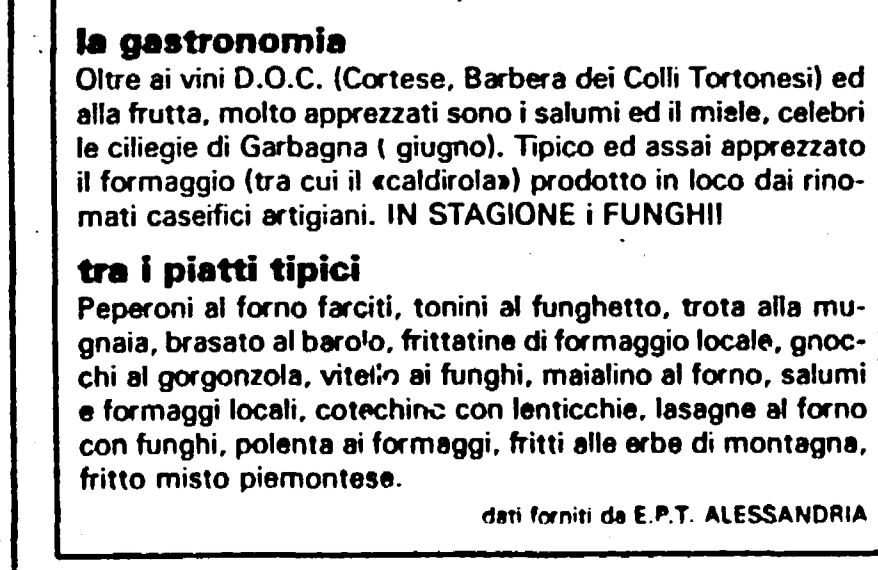 la gastronomia
Oltre ai vini D.O.C. (Cortese, Barbera dei Colli Tortonesi) ed
alla frutta, molto apprezzati sono i salumi ed il miele, celebri
le ciliegie di Garbagna ( giugno). Tipico ed assai apprezzato
il formaggio (tra cui il «caldirola») prodotto in loco dai rino-
mati caseifici artigiani. IN STAGIONE i FUNGHI!
tra i piatti tipici
Peperoni al forno farciti, tonini al funghetto, trota alla mu-
gnaia, brasato al barolo, frittatine di formaggio locale, gnoc-
chi al gorgonzola, vitello ai funghi, maialino al forno, salumi
e formaggi locali, cotechino con lenticchie, lasagne al forno
con funghi, polenta ai formaggi, fritti alle erbe di montagna,
fritto misto piemontese.
dati forniti da E.P.T. ALESSANDRIA